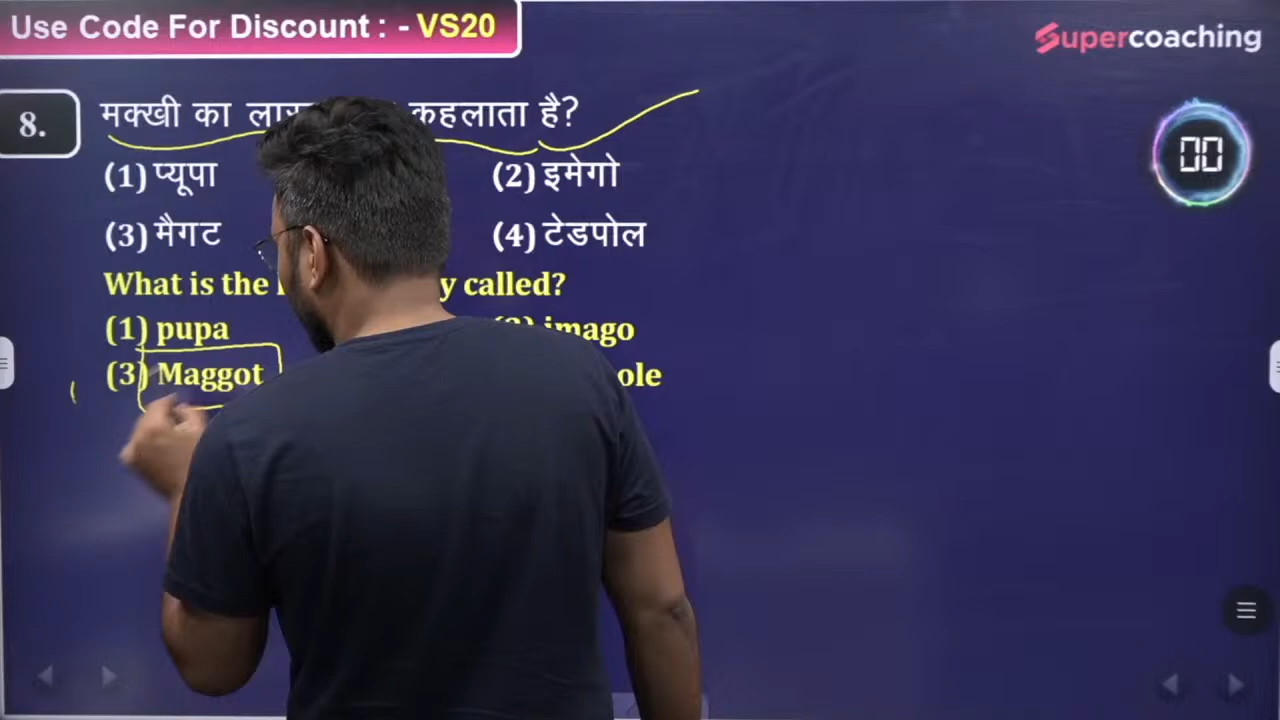 Use Code For Discount : - VS20
Supercoaching
8.
मक्खी का कहलाता है?
(1) प्यूपा
(2) इमेगो
(3) मैगट
(4) टेडपोल
What is the called?
(1) pupa
imago
(3) Maggot
00